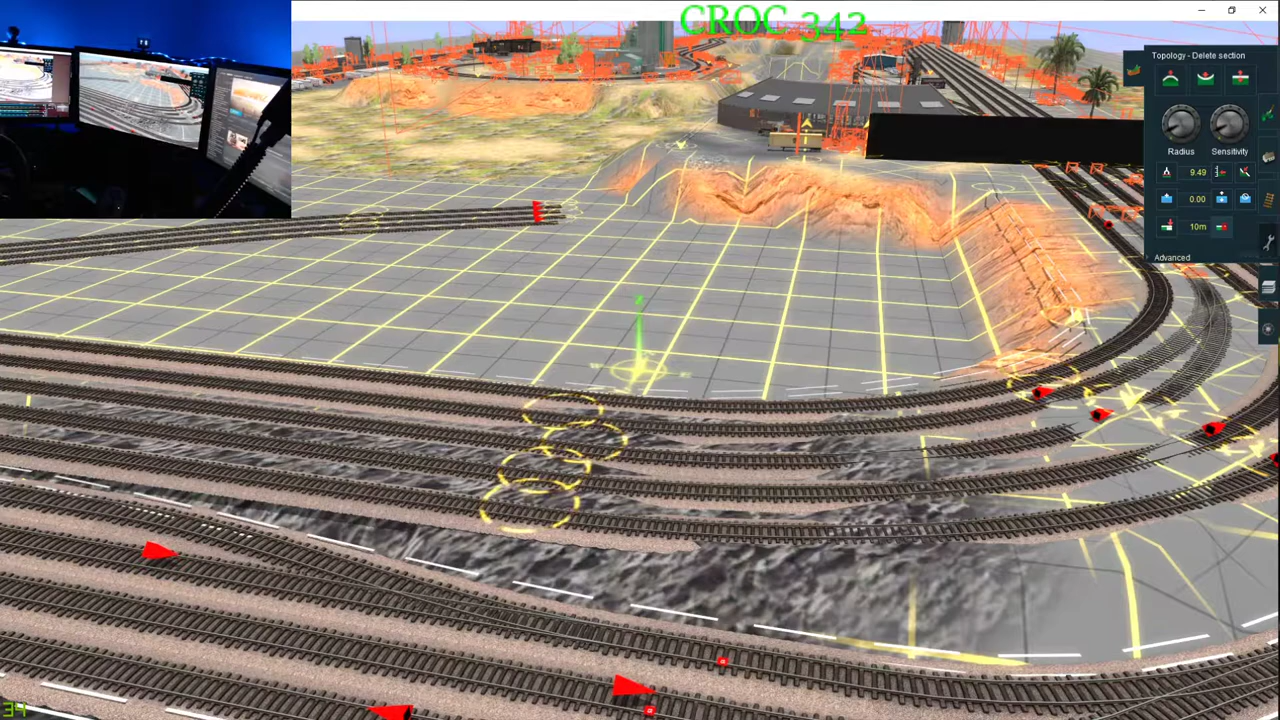 CROC 342
Topology - Delete section
Radius
Sensitivity
9.49
0.00
10m
Advanced
34